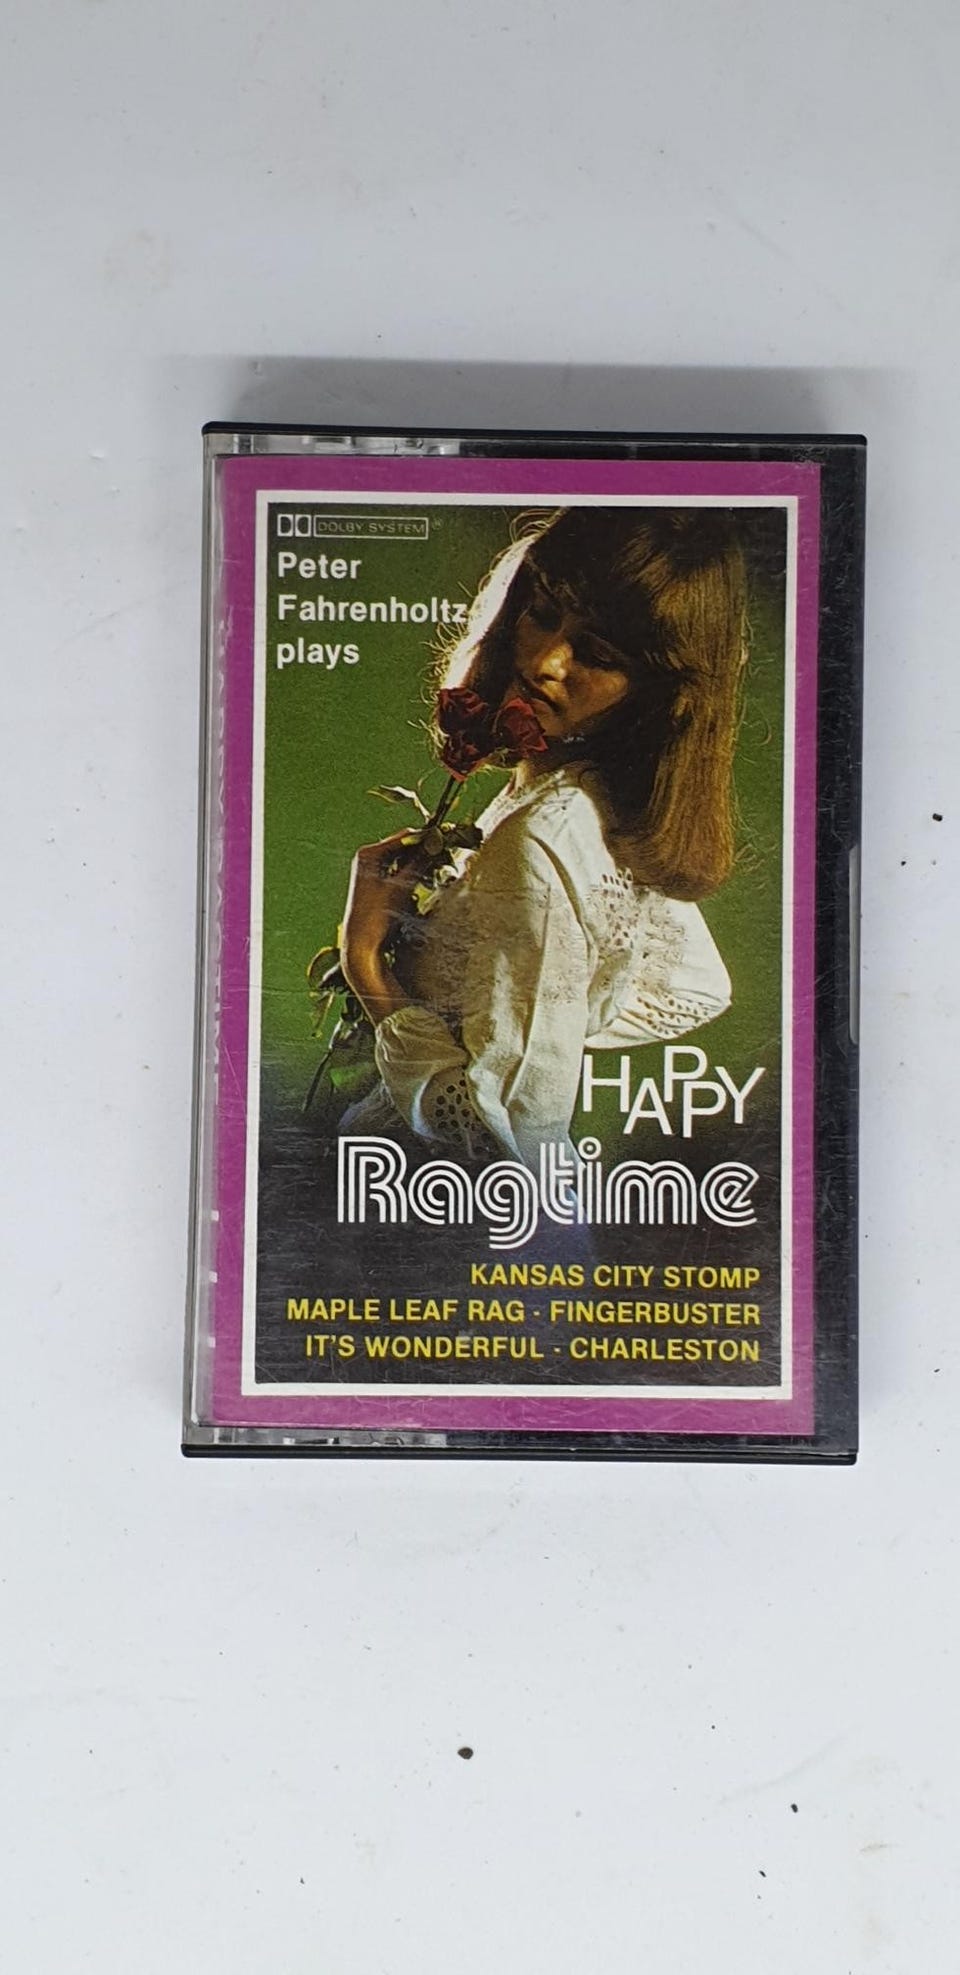 DOLBY SYSTEM®
Peter
Fahrenholtz
plays
HAPPY
Ragtime
KANSAS CITY STOMP
MAPLE LEAF RAG - FINGERBUSTER
IT'S WONDERFUL - CHARLESTON